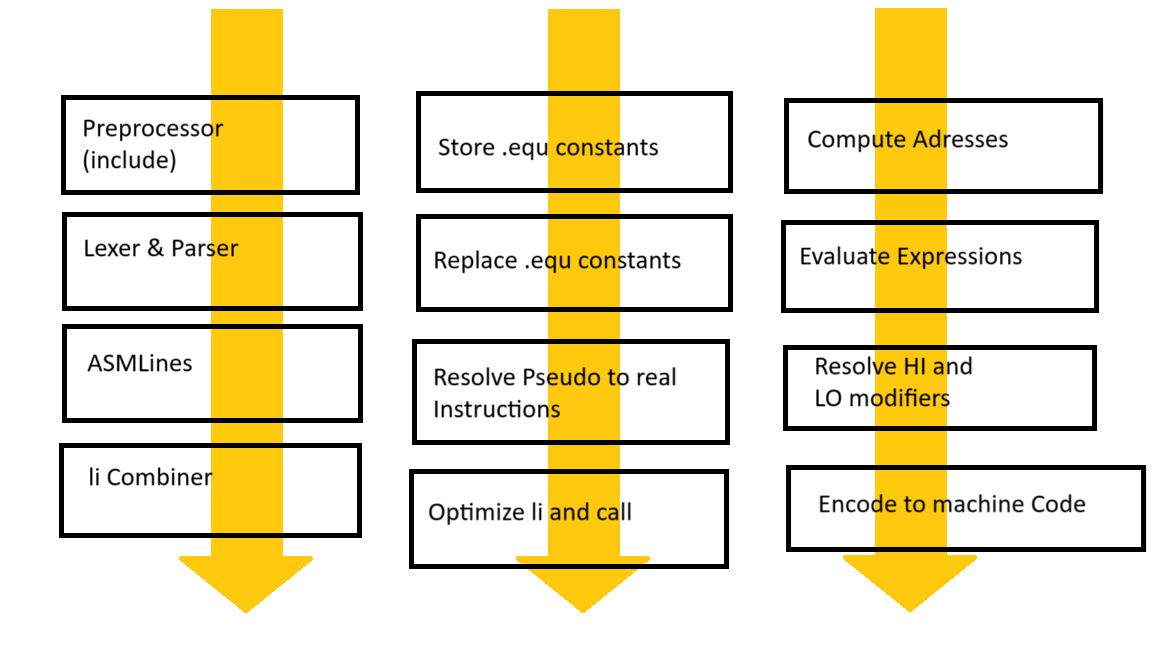 Preprocessor
(include)
Lexer & Parser
ASMLines
li Combiner
Store .equ constants
Replace .equ constants
Resolve Pseudo to real
Instructions
Optimize li and call
Compute Adresses
Evaluate Expressions
Resolve HI and
LO modifiers
Encode to machine Code